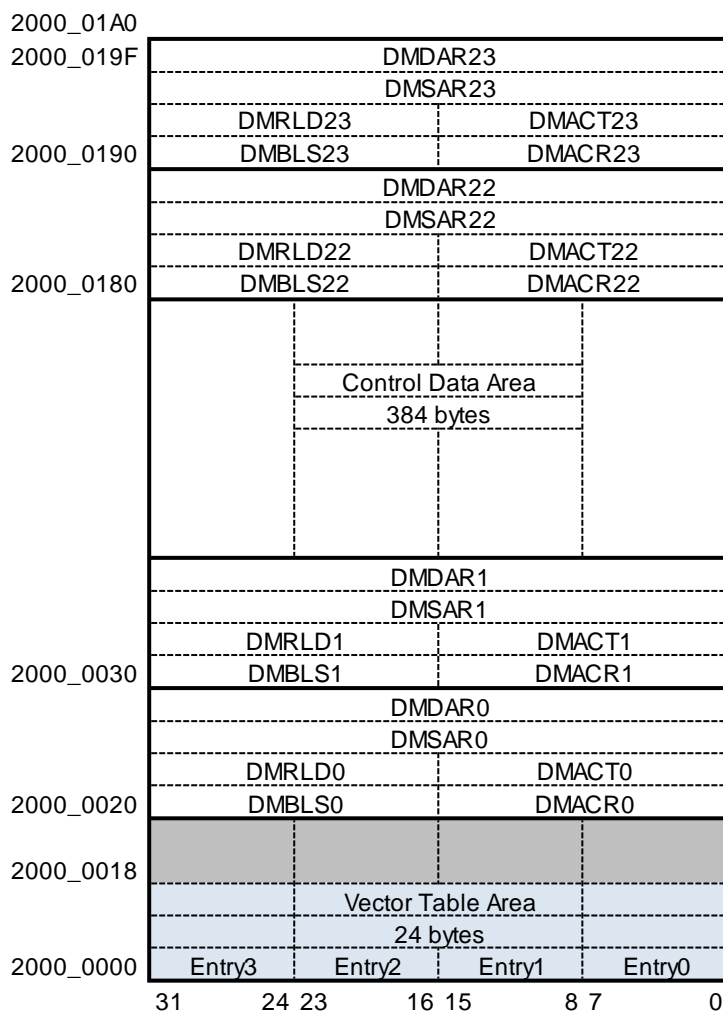 2000_01A0
2000_019F DMDAR23
DMSAR23
DMRLD23 DMACT23
2000_0190 DMBLS23 DMACR23
DMDAR22
DMSAR22
DMRLD22 DMACT22
2000_0180 DMBLS22 DMACR22
Control Data Area
384 bytes
DMDAR1
DMSAR1
DMRLD1 DMACT1
2000_0030 DMBLS1 DMACR1
DMDAR0
DMSAR0
DMRLD0 DMACT0
2000_0020 DMBLS0 DMACR0
2000_0018
Vector Table Area
24 bytes
2000_0000 Entry3 Entry2 Entry1 Entry0
31 24 23 16 15 8 7 0